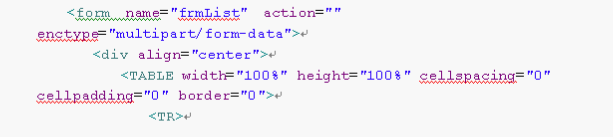 <form name="frmList" action=""
enctype="multipart/form-data">↵
<div align="center">↵
<TABLE width="100%" height="100%" cellspacing="0"
cellpadding="0" border="0">↵
<TR>↵